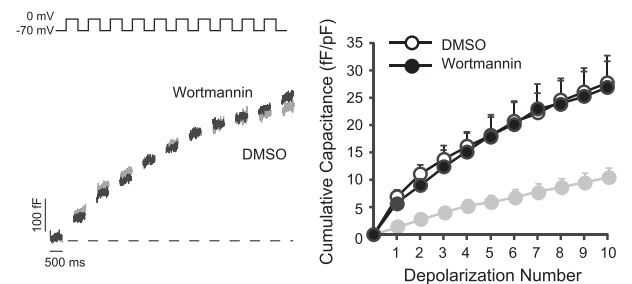 0 mV
-70 mV
Wortmannin
DMSO
100 fF
500 ms
Cumulative Capacitance (fF/pF)
35
30
25
20
15
10
5
0
DMSO
Wortmannin
1 2 3 4 5 6 7 8 9 10
Depolarization Number